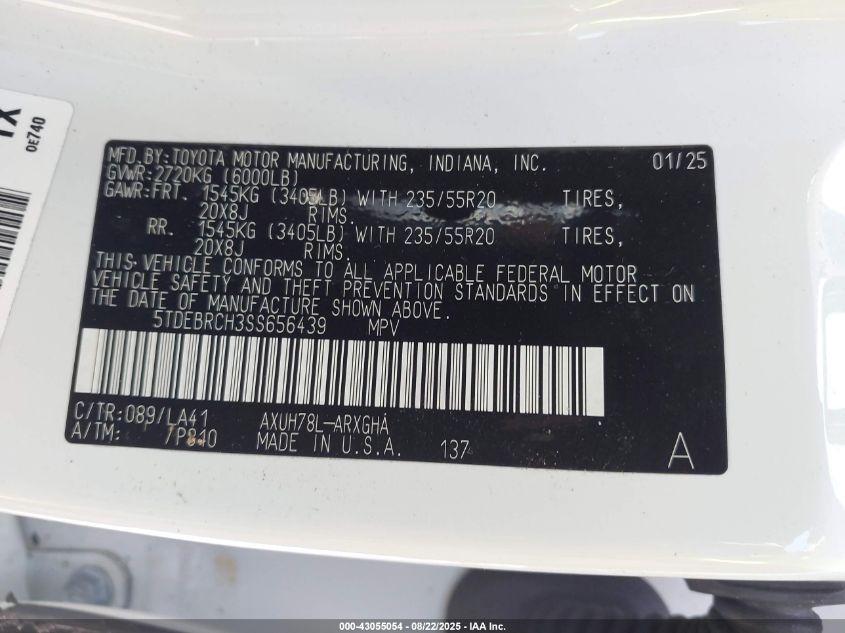 1X
0E740
MFD.BY:TOYOTA MOTOR MANUFACTURING, INDIANA, INC. 01/25
GVWR:2720KG (6000LB)
GAWR:FRT. 1545KG (3405LB) WITH 235/55R20 TIRES,
20X8J RIMS.
RR. 1545KG (3405LB) WITH 235/55R20 TIRES,
20X8J RIMS.
THIS VEHICLE CONFORMS TO ALL APPLICABLE FEDERAL MOTOR
VEHICLE SAFETY AND THEFT PREVENTION STANDARDS IN EFFECT ON
THE DATE OF MANUFACTURE SHOWN ABOVE.
5TDEBRCH3SS656439 MPV
C/TR:089/LA41 AXUH78L-ARXGHA
A/TM: /P810 MADE IN U.S.A. 137 A
000-43055054 - 08/22/2025 - IAA Inc.